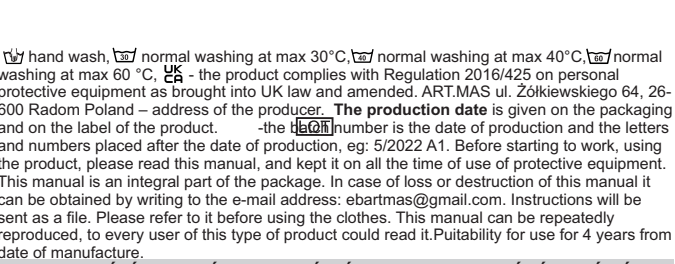 hand wash, 30 normal washing at max 30°C, 40 normal washing at max 40°C, 60 normal
washing at max 60 °C, UK CA - the product complies with Regulation 2016/425 on personal
protective equipment as brought into UK law and amended. ART.MAS ul. Żółkiewskiego 64, 26-
600 Radom Poland – address of the producer. The production date is given on the packaging
and on the label of the product. -the batch LOT number is the date of production and the letters
and numbers placed after the date of production, eg: 5/2022 A1. Before starting to work, using
the product, please read this manual, and kept it on all the time of use of protective equipment.
This manual is an integral part of the package. In case of loss or destruction of this manual it
can be obtained by writing to the e-mail address: ebartmas@gmail.com. Instructions will be
sent as a file. Please refer to it before using the clothes. This manual can be repeatedly
reproduced, to every user of this type of product could read it.Puitability for use for 4 years from
date of manufacture.